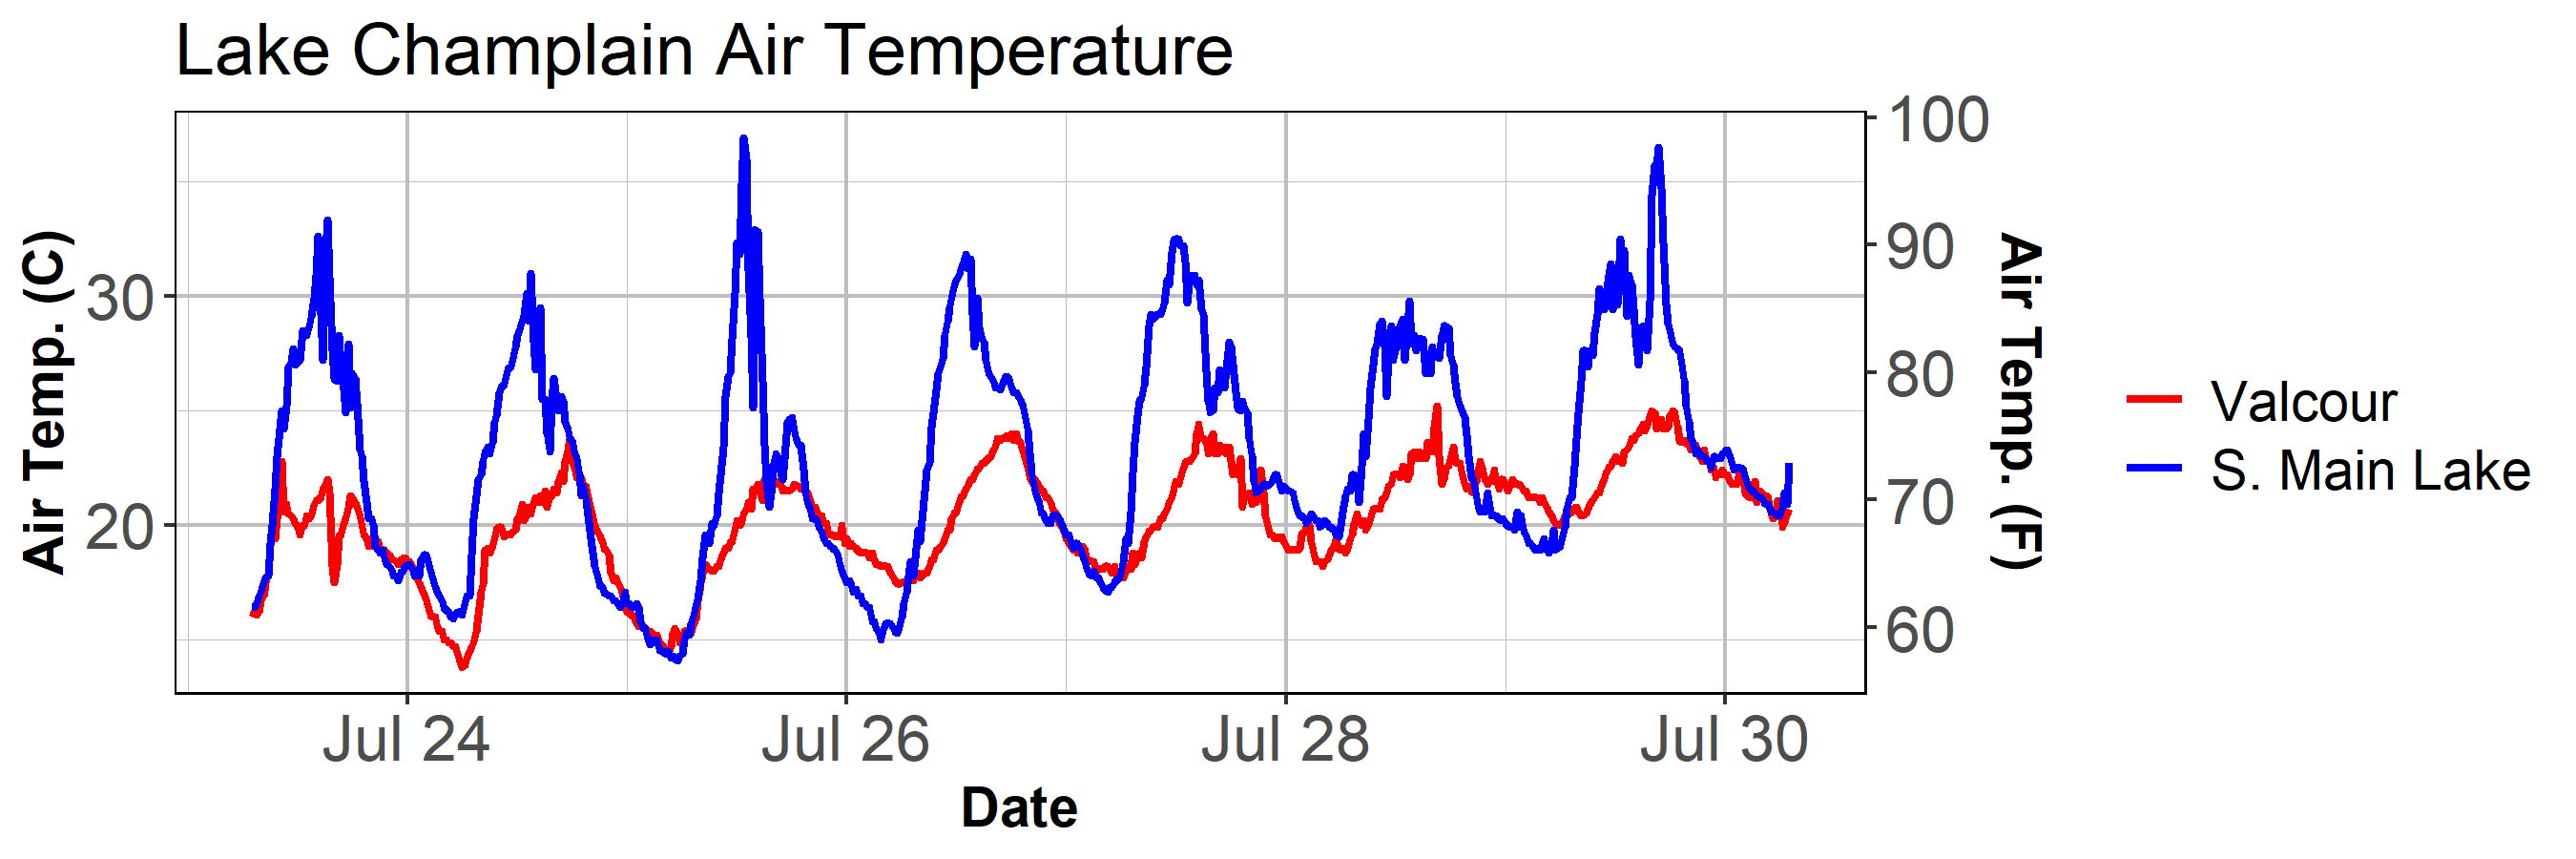 Lake Champlain Air Temperature
Air Temp. (C)
30
20
100
90
80
70
60
Air Temp. (F)
Valcour
S. Main Lake
Jul 24
Jul 26
Jul 28
Jul 30
Date